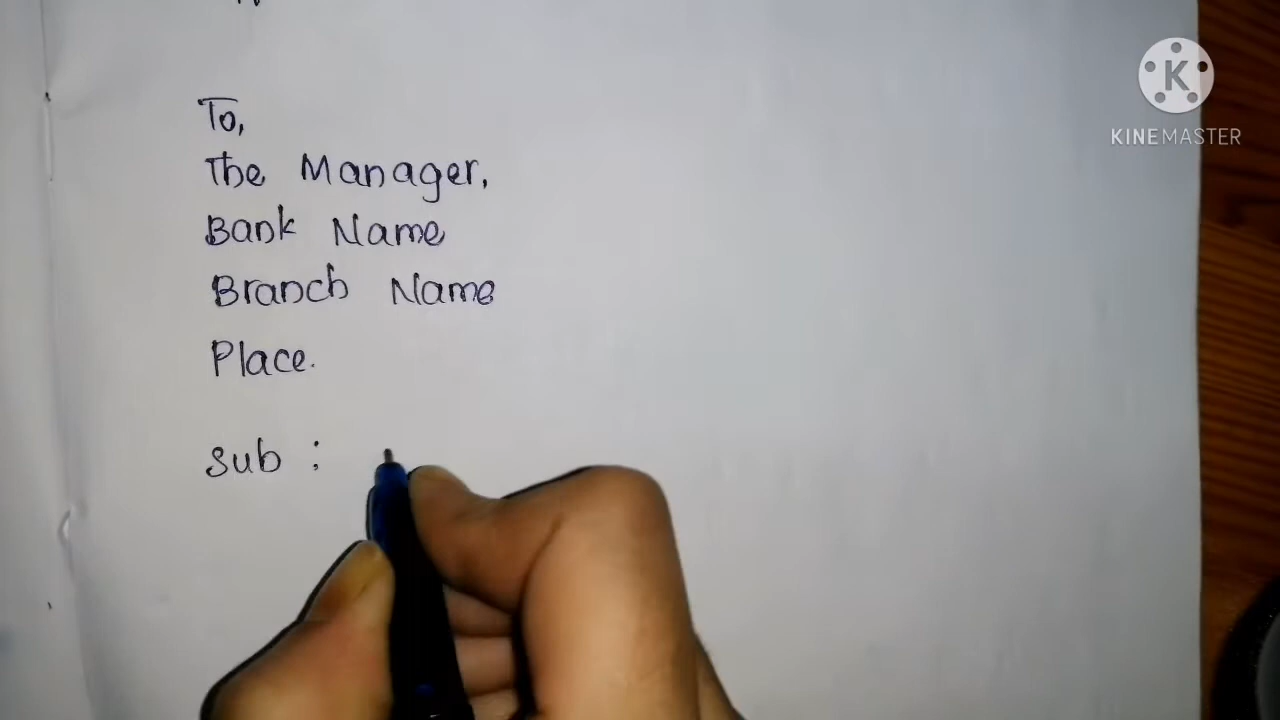 To,
The Manager,
Bank Name
Branch Name
Place.
Sub :
K
KINEMASTER